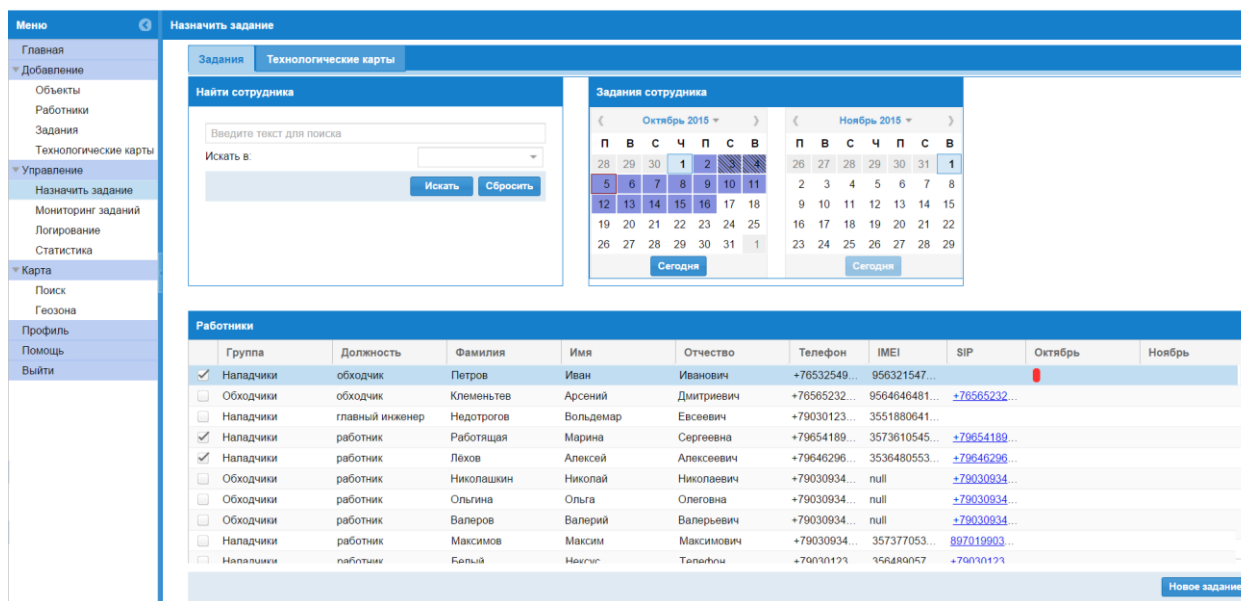 Меню
Назначить задание
Главная
Добавление
Объекты
Работники
Задания
Технологические карты
Управление
Назначить задание
Мониторинг заданий
Логирование
Статистика
Карта
Поиск
Геозона
Профиль
Помощь
Выйти
Задания Технологические карты
Найти сотрудника
Введите текст для поиска
Искать в:
Искать Сбросить
Задания сотрудника
Октябрь 2015
П В С Ч П С В
28 29 30 1 2 3 4
5 6 7 8 9 10 11
12 13 14 15 16 17 18
19 20 21 22 23 24 25
26 27 28 29 30 31 1
Сегодня
Ноябрь 2015
П В С Ч П С В
26 27 28 29 30 31 1
2 3 4 5 6 7 8
9 10 11 12 13 14 15
16 17 18 19 20 21 22
23 24 25 26 27 28 29
Сегодня
Работники
Группа Должность Фамилия Имя Отчество Телефон IMEI SIP Октябрь Ноябрь
Наладчики обходчик Петров Иван Иванович +76532549... 956321547...
Обходчики обходчик Клеменьтев Арсений Дмитриевич +76565232... 9564646481... +76565232...
Наладчики главный инженер Недотрогов Вольдемар Евсеевич +79030123... 3551880641...
Наладчики работник Работящая Марина Сергеевна +79654189... 3573610545... +79654189...
Наладчики работник Лёхов Алексей Алексеевич +79646296... 3536480553... +79646296...
Обходчики работник Николашкин Николай Николаевич +79030934... null +79030934...
Обходчики работник Ольгина Ольга Олеговна +79030934... null +79030934...
Обходчики работник Валеров Валерий Валерьевич +79030934... null +79030934...
Наладчики работник Максимов Максим Максимович +79030934... 357377053... 897019903...
Наладчики работник Белый Нексус Телефон +79030123... 356489057... +79030123...
Новое задание